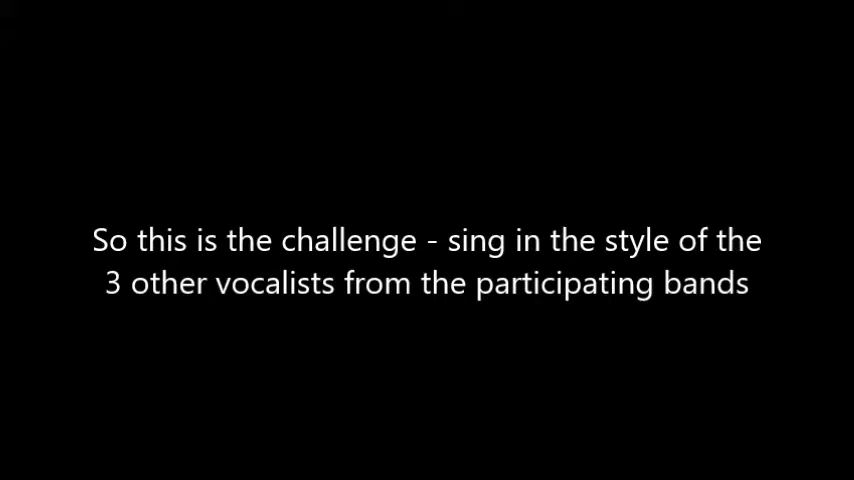 So this is the challenge - sing in the style of the
3 other vocalists from the participating bands